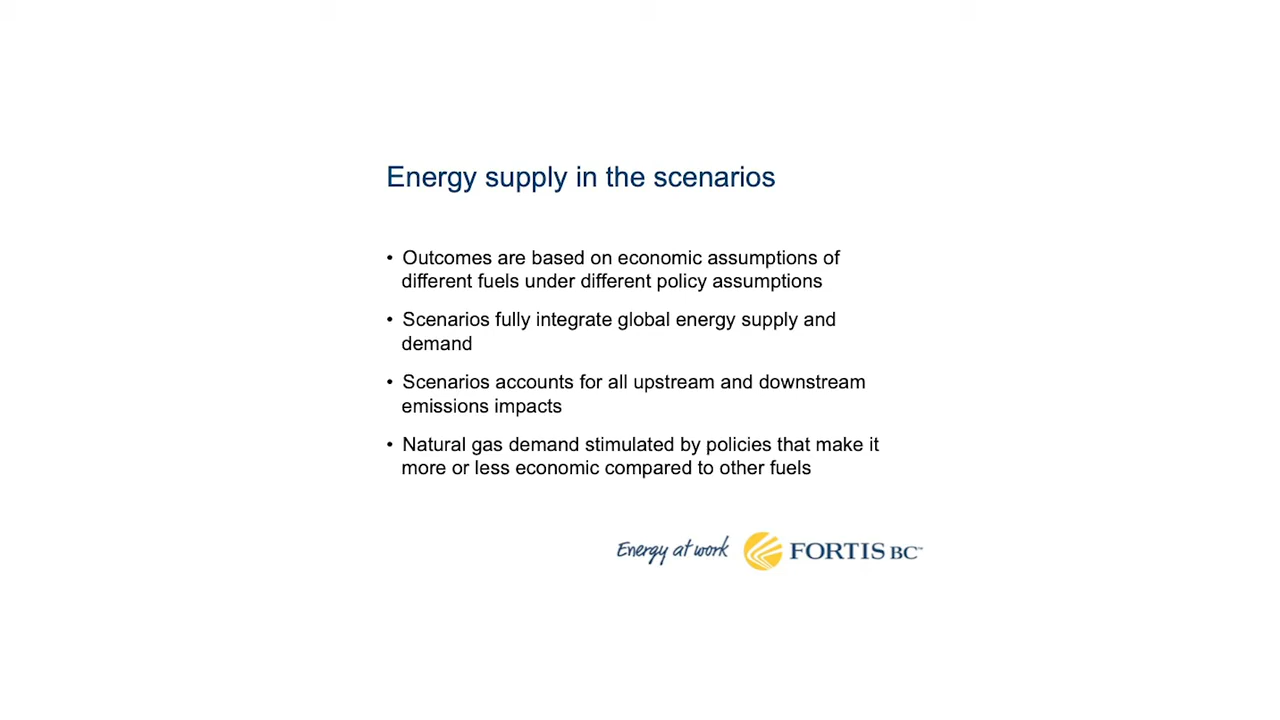 Energy supply in the scenarios
• Outcomes are based on economic assumptions of
different fuels under different policy assumptions
• Scenarios fully integrate global energy supply and
demand
• Scenarios accounts for all upstream and downstream
emissions impacts
• Natural gas demand stimulated by policies that make it
more or less economic compared to other fuels
Energy at work FORTIS BC™